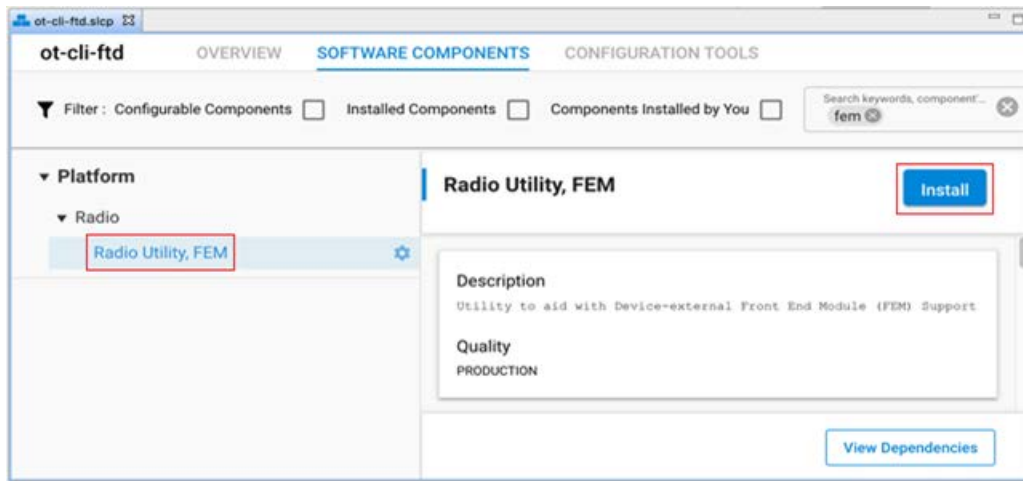 ot-cli-ftd.slcp
ot-cli-ftd OVERVIEW SOFTWARE COMPONENTS CONFIGURATION TOOLS
Filter : Configurable Components Installed Components Components Installed by You
Search keywords, component'...
fem
Platform
Radio
Radio Utility, FEM
Radio Utility, FEM
Install
Description
Utility to aid with Device-external Front End Module (FEM) Support
Quality
PRODUCTION
View Dependencies